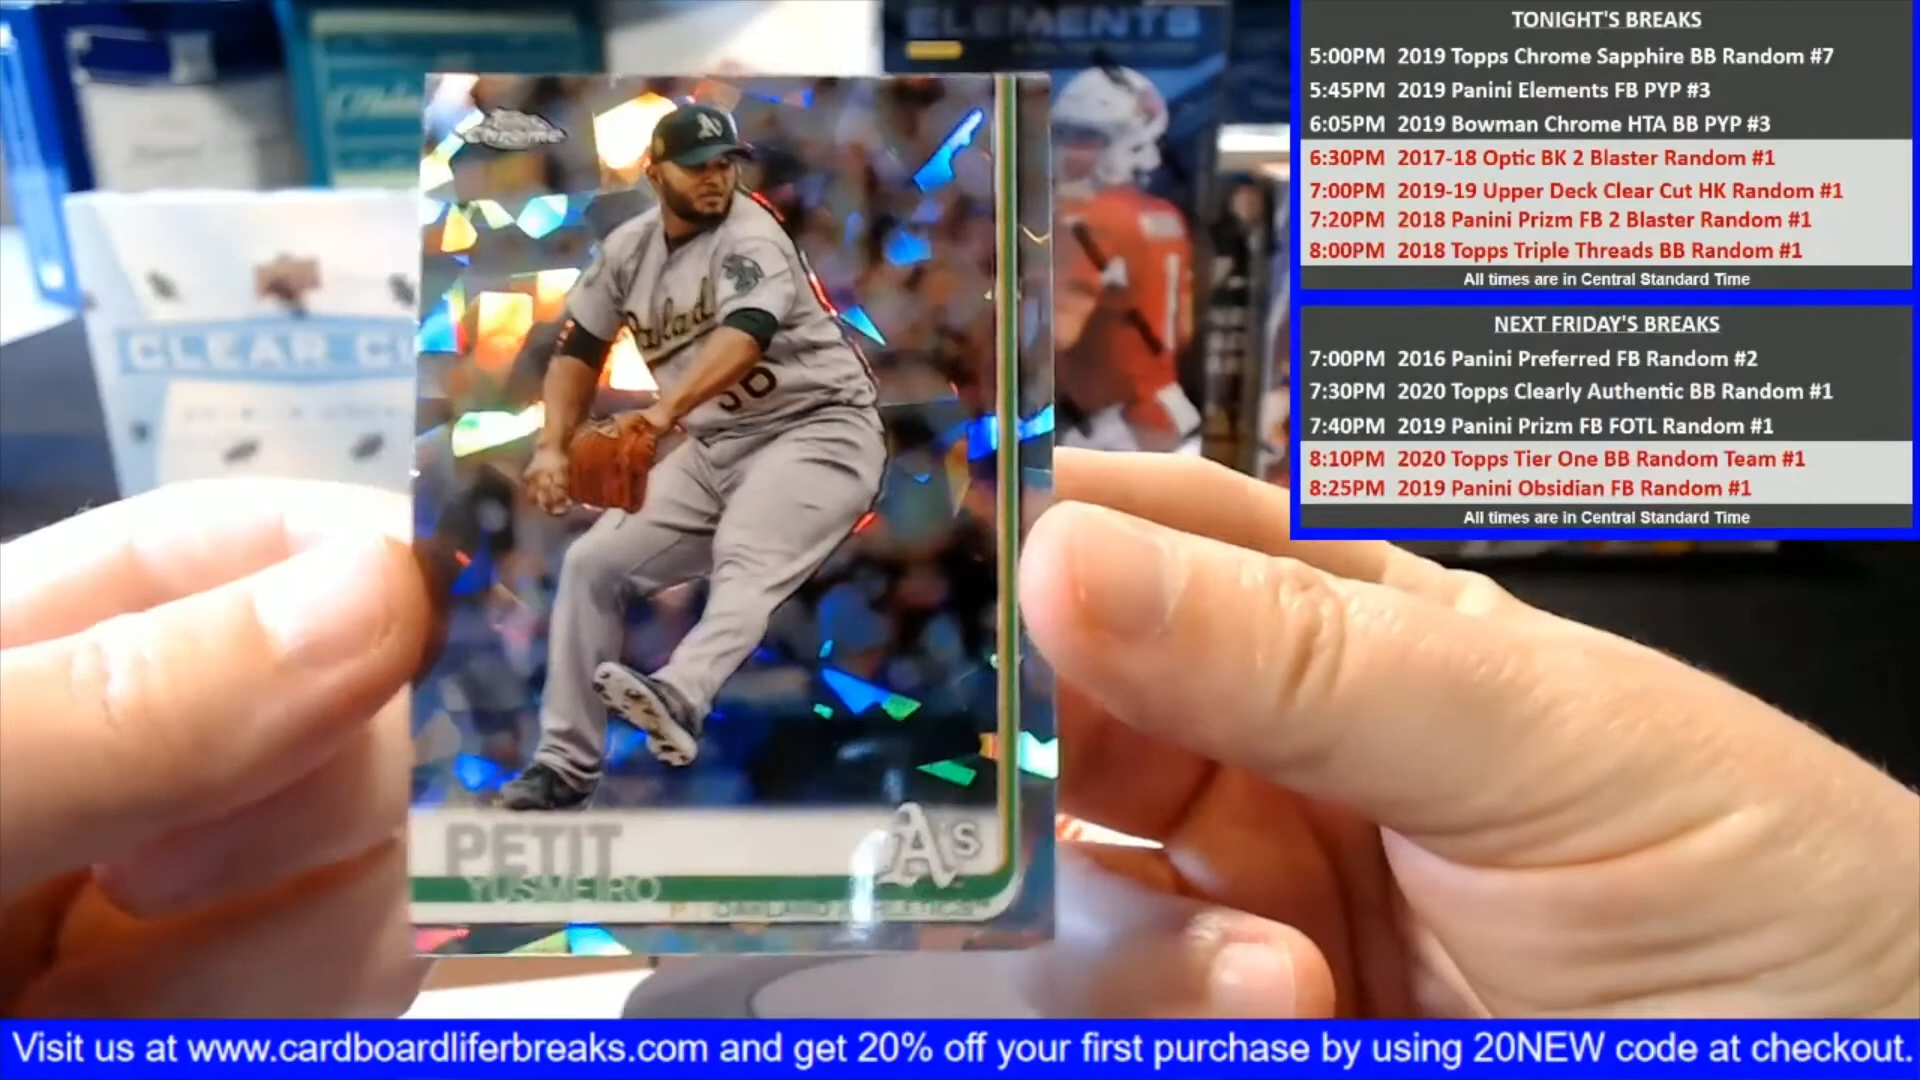 ELEMENTS
TONIGHT'S BREAKS
5:00PM 2019 Topps Chrome Sapphire BB Random #7
5:45PM 2019 Panini Elements FB PYP #3
6:05PM 2019 Bowman Chrome HTA BB PYP #3
6:30PM 2017-18 Optic BK 2 Blaster Random #1
7:00PM 2019-19 Upper Deck Clear Cut HK Random #1
7:20PM 2018 Panini Prizm FB 2 Blaster Random #1
8:00PM 2018 Topps Triple Threads BB Random #1
All times are in Central Standard Time
NEXT FRIDAY'S BREAKS
7:00PM 2016 Panini Preferred FB Random #2
7:30PM 2020 Topps Clearly Authentic BB Random #1
7:40PM 2019 Panini Prizm FB FOTL Random #1
8:10PM 2020 Topps Tier One BB Random Team #1
8:25PM 2019 Panini Obsidian FB Random #1
All times are in Central Standard Time
Chrome
CLEAR
PETIT
YUSMEIRO
P OAKLAND ATHLETICS™
A's
Visit us at www.cardboardliferbreaks.com and get 20% off your first purchase by using 20NEW code at checkout.